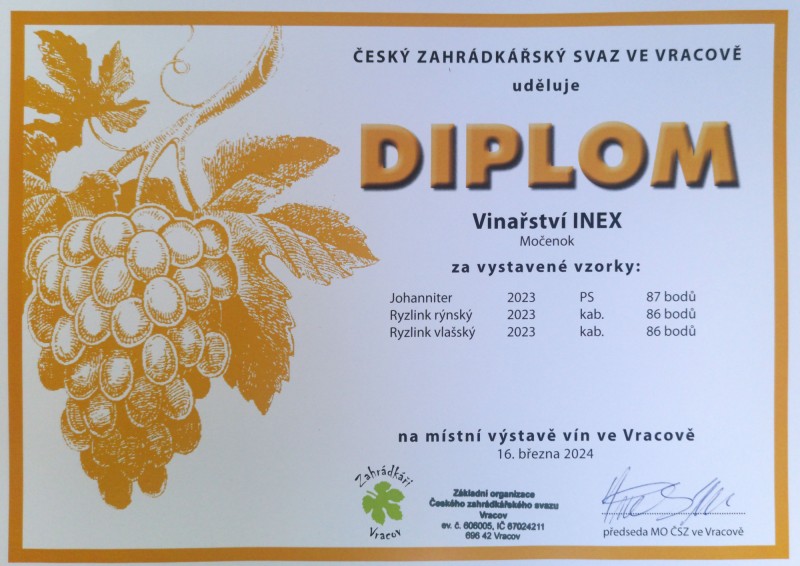 ČESKÝ ZAHRÁDKÁŘSKÝ SVAZ VE VRACOVĚ
uděluje
DIPLOM
Vinařství INEX
Močenok
za vystavené vzorky:
Johanniter 2023 PS 87 bodů
Ryzlink rýnský 2023 kab. 86 bodů
Ryzlink vlašský 2023 kab. 86 bodů
na místní výstavě vín ve Vracově
16. března 2024
Zahrádkáři
Vracov
Základní organizace
Českého zahrádkářského svazu
Vracov
ev. č. 606005, IČ 67024211
696 42 Vracov
předseda MO ČSZ ve Vracově